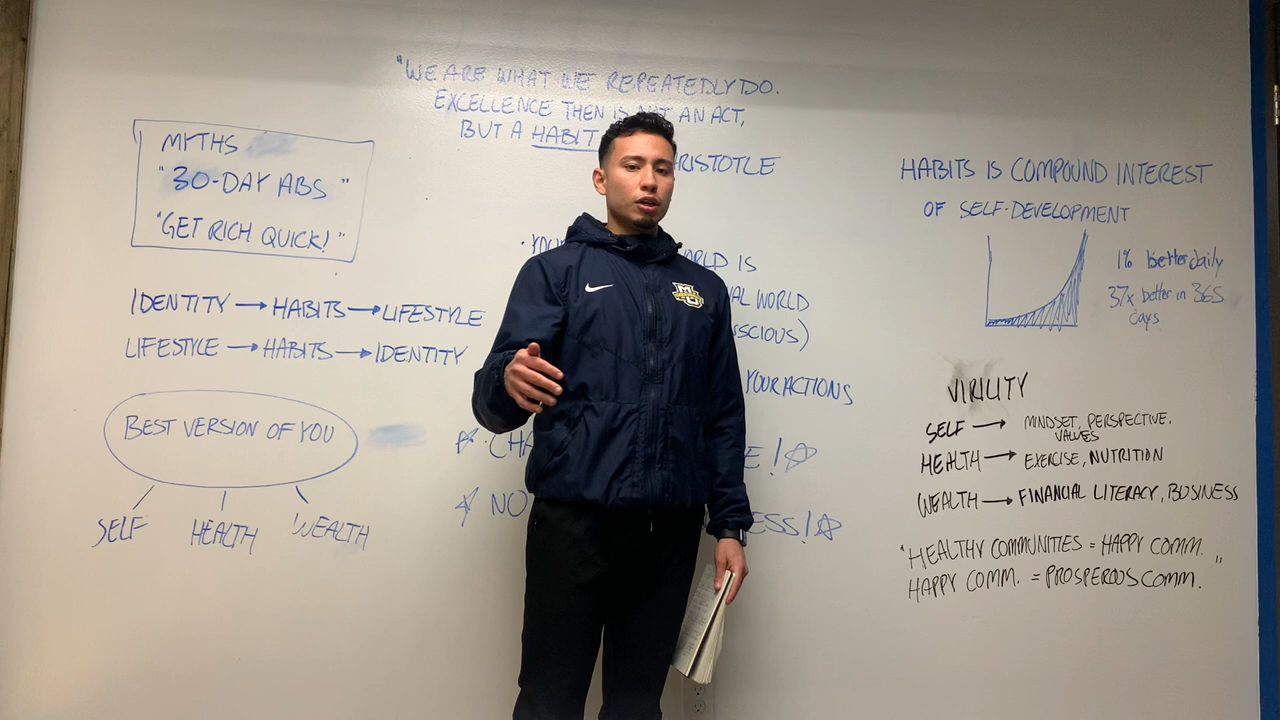 "WE ARE WHAT WE REPEATEDLY DO.
EXCELLENCE THEN IS NOT AN ACT,
BUT A HABIT
ARISTOTLE
MYTHS
"30-DAY ABS"
"GET RICH QUICK!"
IDENTITY → HABITS → LIFESTYLE
LIFESTYLE → HABITS → IDENTITY
BEST VERSION OF YOU
SELF HEALTH WEALTH
WORLD IS
WORLD
YOUR ACTIONS
NO
MU
HABITS IS COMPOUND INTEREST
OF SELF-DEVELOPMENT
1% better daily
37x better in 365
days
VIRILITY
SELF → MINDSET, PERSPECTIVE,
VALUES
HEALTH → EXERCISE, NUTRITION
WEALTH → FINANCIAL LITERACY, BUSINESS
"HEALTHY COMMUNITIES = HAPPY COMM.
HAPPY COMM. = PROSPEROUS COMM."